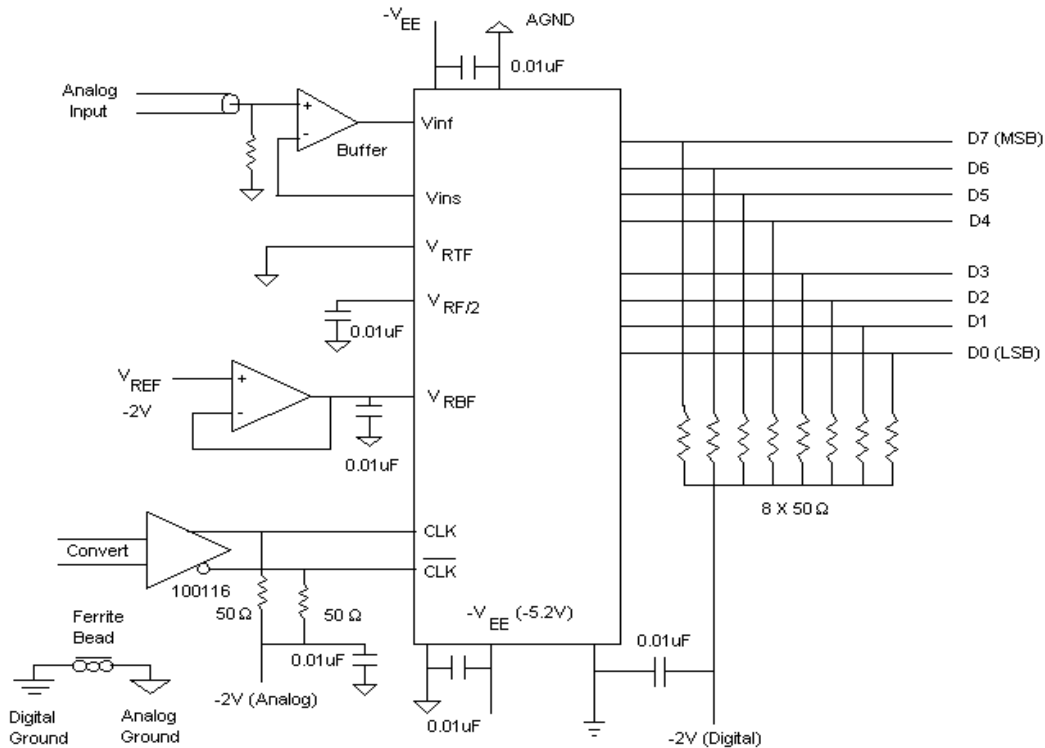 -VEE
AGND
0.01uF
Analog
Input
+
-
Buffer
Vinf
Vins
VRTF
VRF/2
0.01uF
VREF
-2V
+
-
VRBF
0.01uF
D7 (MSB)
D6
D5
D4
D3
D2
D1
D0 (LSB)
8 X 50 Ω
Convert
100116
CLK
CLK
50 Ω
50 Ω
-VEE (-5.2V)
Ferrite
Bead
0.01uF
0.01uF
-2V (Analog)
0.01uF
Digital
Ground
Analog
Ground
-2V (Digital)